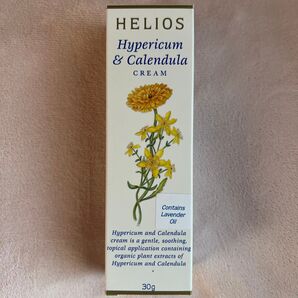 HELIOS
Hypericum
& Calendula
CREAM
Contains
Lavender
Oil
Hypericum and Calendula
cream is a gentle, soothing,
topical application containing
organic plant extracts of
Hypericum and Calendula
30g